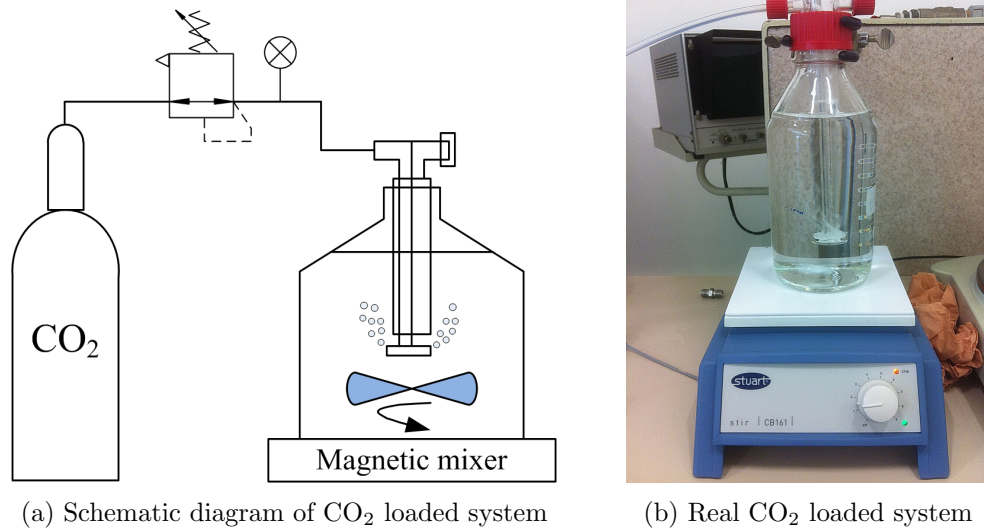 CO₂
Magnetic mixer
stuart
stir | CB161 |
(a) Schematic diagram of CO₂ loaded system
(b) Real CO₂ loaded system